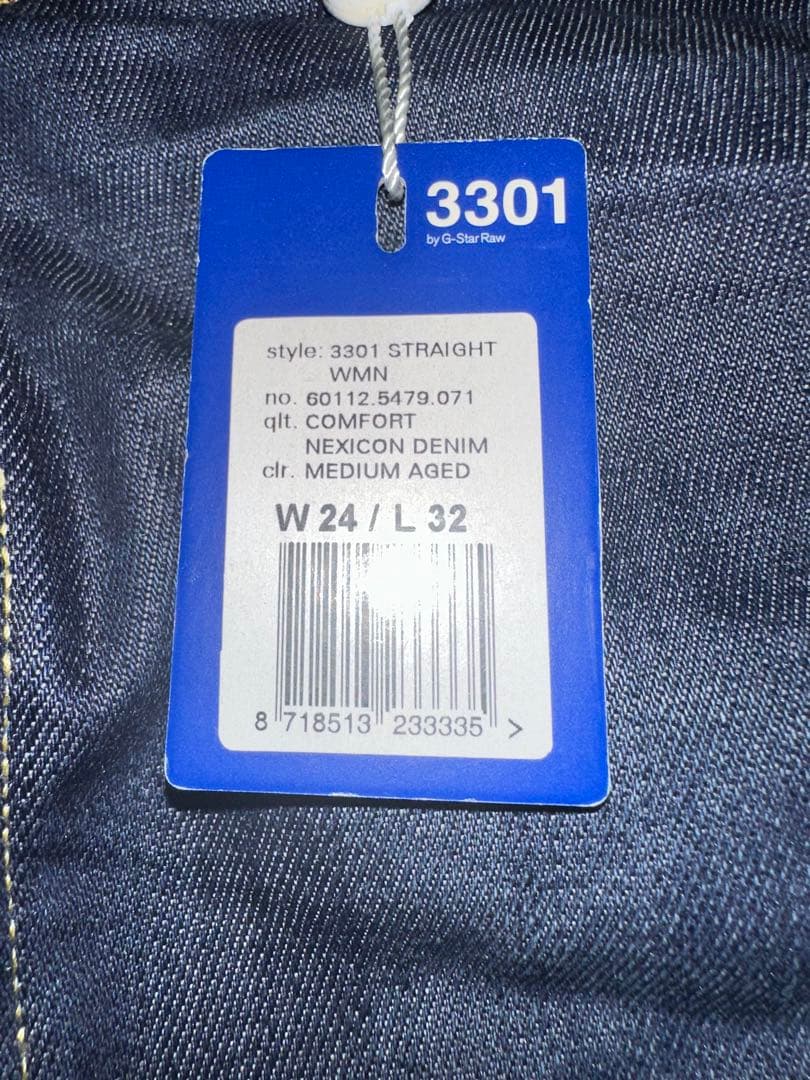 3301
by G-Star Raw
style: 3301 STRAIGHT
WMN
no. 60112.5479.071
qlt. COMFORT
NEXICON DENIM
clr. MEDIUM AGED
W 24 / L 32
8 718513 233335 >